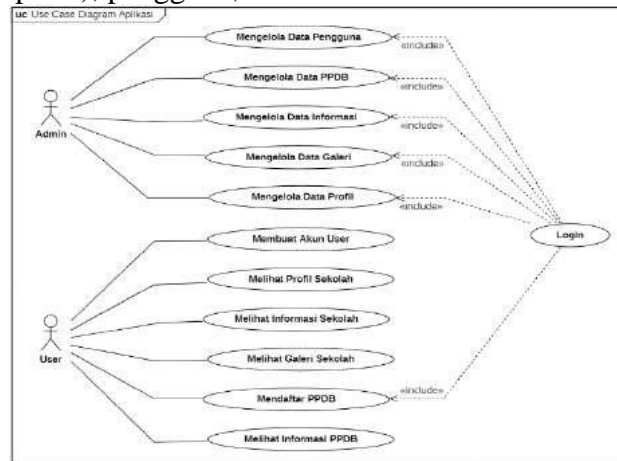 uc Use Case Diagram Aplikasi
Mengelola Data Pengguna
«include»
Mengelola Data PPDB
«include»
Admin
Mengelola Data Informasi
«include»
Mengelola Data Galeri
«include»
Mengelola Data Profil
«include»
Membuat Akun User
Login
Melihat Profil Sekolah
Melihat Informasi Sekolah
User
Melihat Galeri Sekolah
«include»
Mendaftar PPDB
Melihat Informasi PPDB